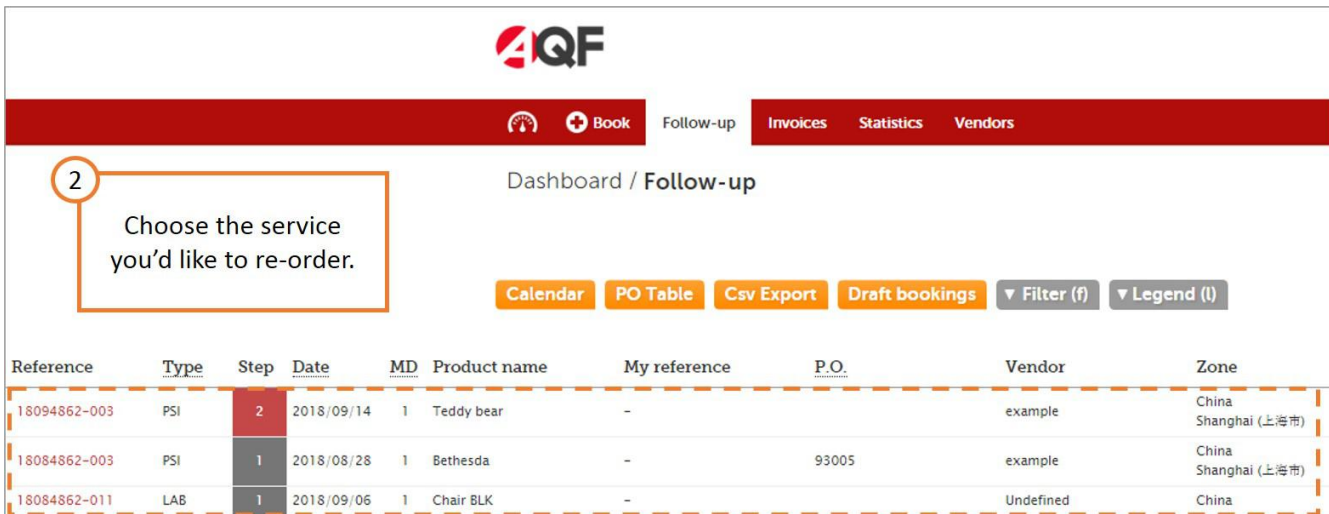 AQF
Book Follow-up Invoices Statistics Vendors
2
Choose the service
you'd like to re-order.
Dashboard / Follow-up
Calendar PO Table Csv Export Draft bookings ▼ Filter (f) ▼ Legend (l)
Reference Type Step Date MD Product name My reference P.O. Vendor Zone
18094862-003 PSI 2 2018/09/14 1 Teddy bear - example China
Shanghai (上海市)
18084862-003 PSI 1 2018/08/28 1 Bethesda - 93005 example China
Shanghai (上海市)
18084862-011 LAB 1 2018/09/06 1 Chair BLK - Undefined China